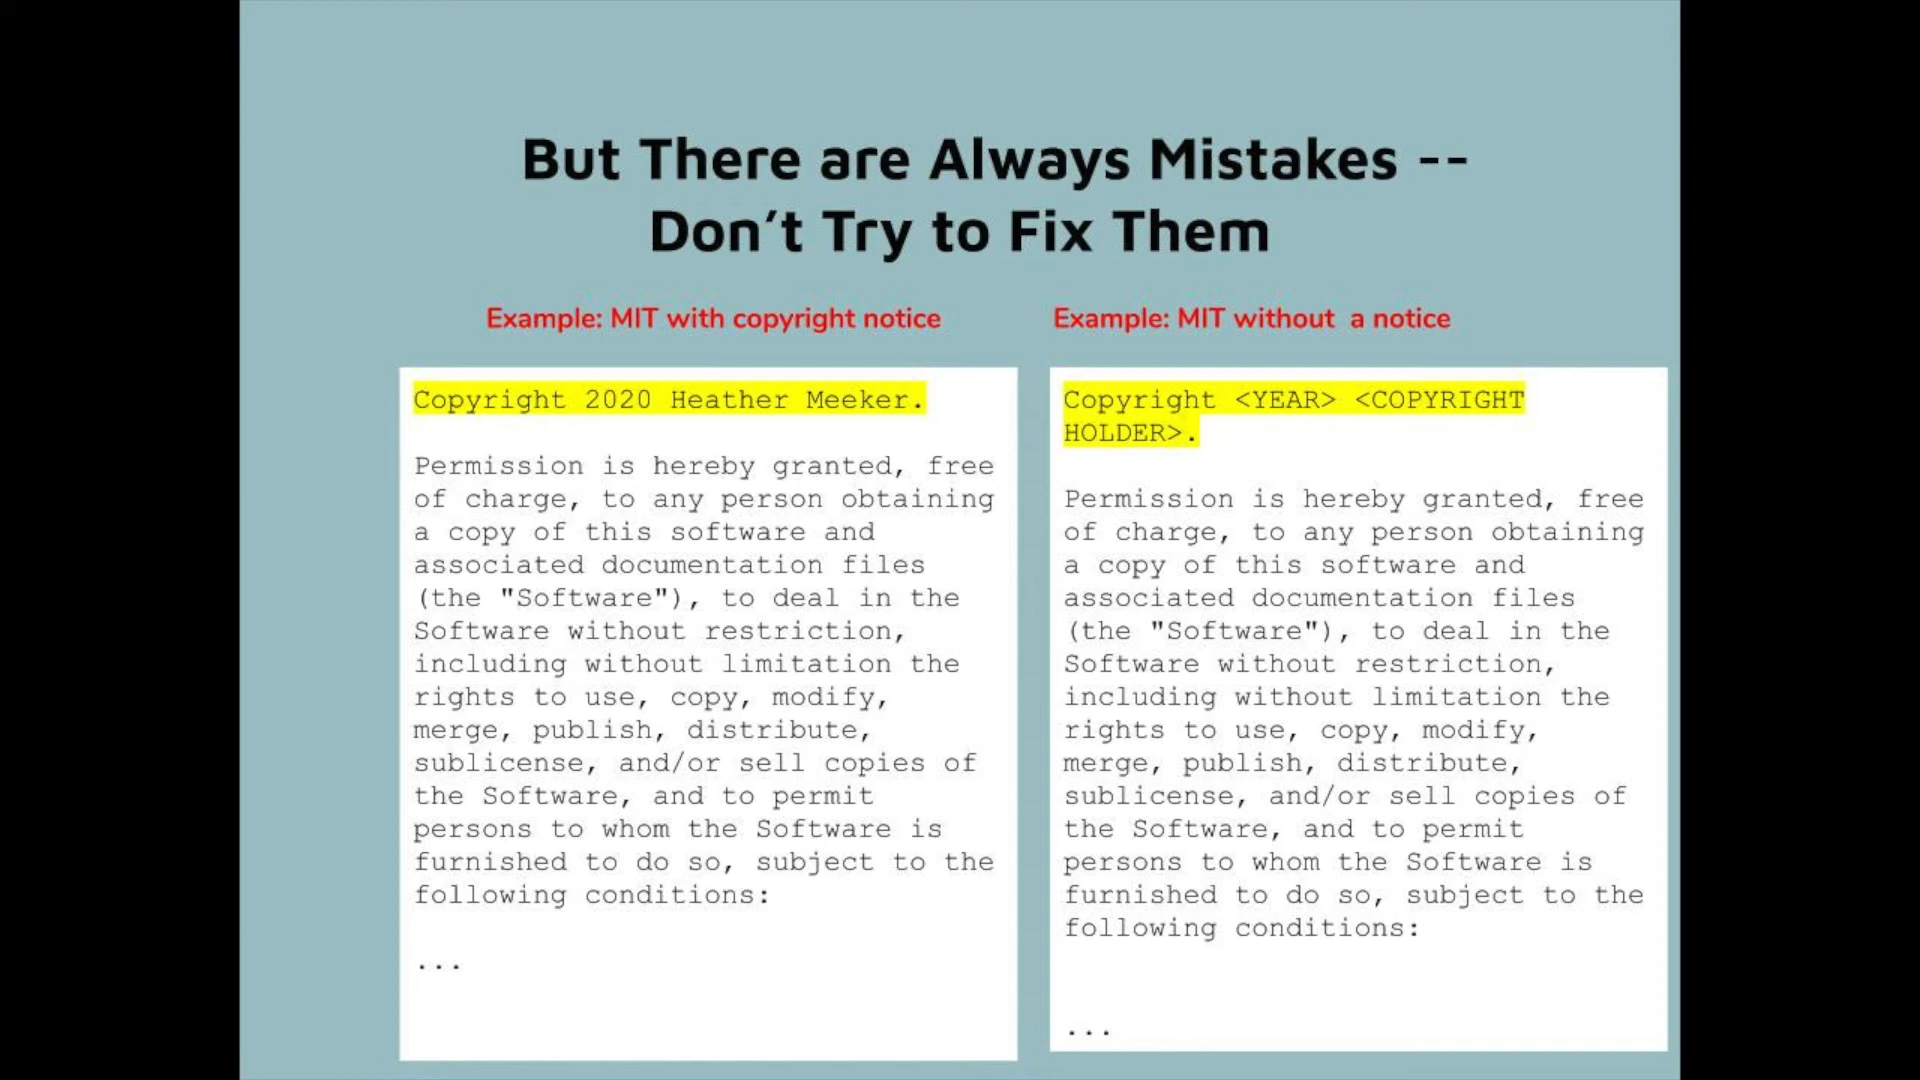 But There are Always Mistakes --
Don’t Try to Fix Them
Example: MIT with copyright notice
Copyright 2020 Heather Meeker.
Permission is hereby granted, free
of charge, to any person obtaining
a copy of this software and
associated documentation files
(the "Software"), to deal in the
Software without restriction,
including without limitation the
rights to use, copy, modify,
merge, publish, distribute,
sublicense, and/or sell copies of
the Software, and to permit
persons to whom the Software is
furnished to do so, subject to the
following conditions:
...
Example: MIT without  a notice
Copyright <YEAR> <COPYRIGHT
HOLDER>.
Permission is hereby granted, free
of charge, to any person obtaining
a copy of this software and
associated documentation files
(the "Software"), to deal in the
Software without restriction,
including without limitation the
rights to use, copy, modify,
merge, publish, distribute,
sublicense, and/or sell copies of
the Software, and to permit
persons to whom the Software is
furnished to do so, subject to the
following conditions:
...